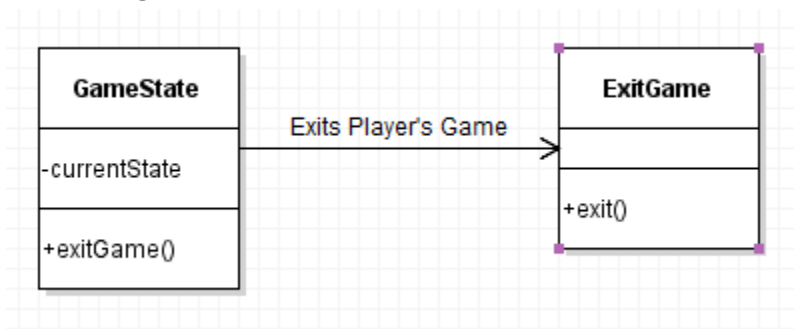 GameState
-currentState
+exitGame()
Exits Player's Game
ExitGame
+exit()